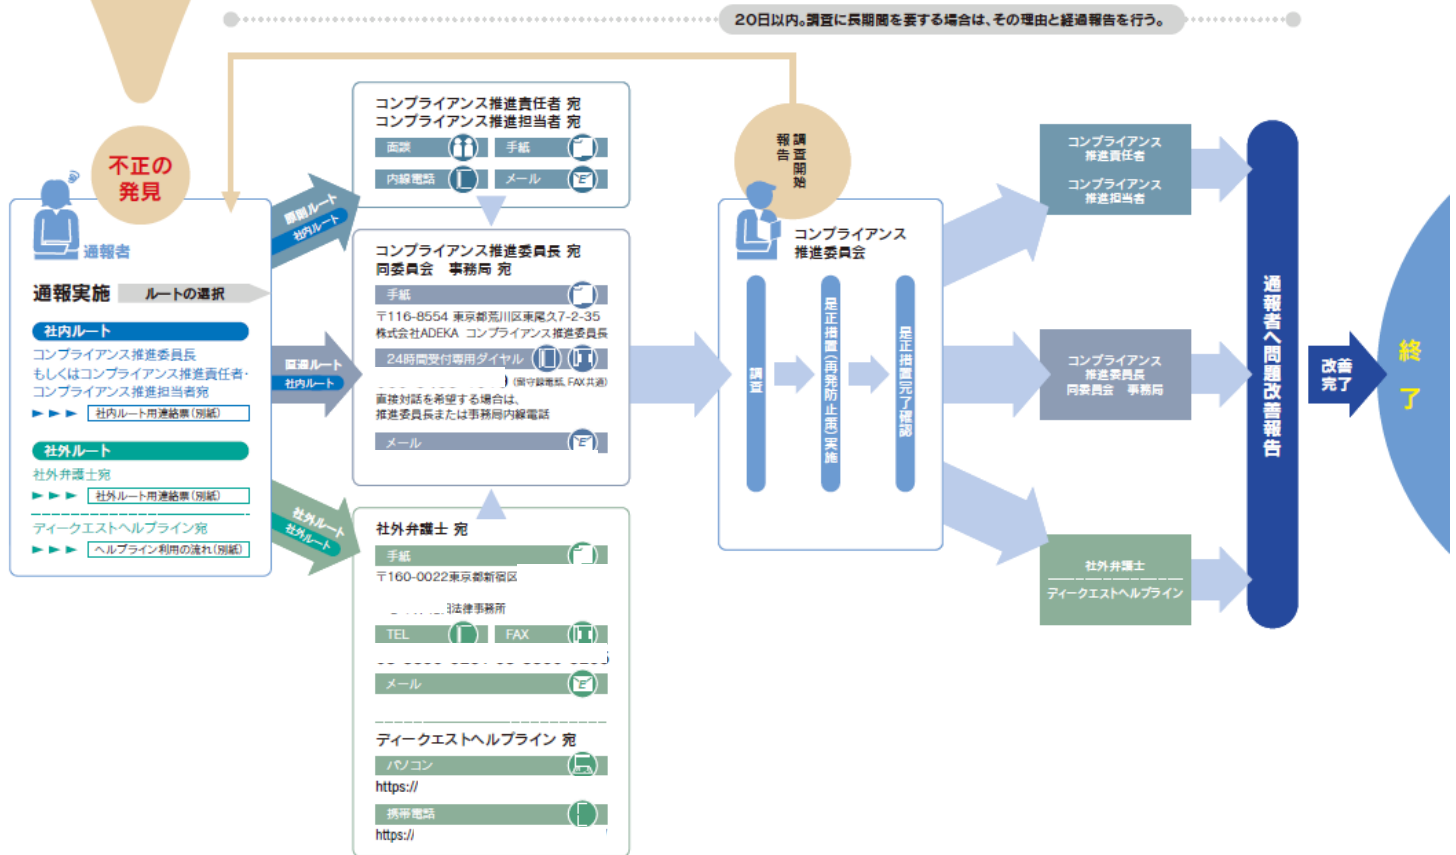 20日以内。調査に長期間を要する場合は、その理由と経過報告を行う。
不正の
発見
通報者
通報実施
ルートの選択
社内ルート
コンプライアンス推進委員長
もしくはコンプライアンス推進責任者・
コンプライアンス推進担当者宛
社内ルート用連絡票(別紙)
社外ルート
社外弁護士宛
社外ルート用連絡票(別紙)
ディークエストヘルプライン宛
ヘルプライン利用の流れ(別紙)
原則ルート
社内ルート
直通ルート
社内ルート
社外ルート
社外ルート
コンプライアンス推進責任者 宛
コンプライアンス推進担当者 宛
面談
手紙
内線電話
メール
コンプライアンス推進委員長 宛
同委員会 事務局 宛
手紙
〒116-8554 東京都荒川区東尾久7-2-35
株式会社ADEKA コンプライアンス推進委員長
24時間受付専用ダイヤル
(留守録電話, FAX共通)
直接対話を希望する場合は、
推進委員長または事務局内線電話
メール
社外弁護士 宛
手紙
〒160-0022東京都新宿区
法律事務所
TEL
FAX
メール
ディークエストヘルプライン 宛
パソコン
https://
携帯電話
https://
調査開始
報告
コンプライアンス
推進委員会
調査
是正措置(再発防止策)実施
是正措置完了確認
コンプライアンス
推進責任者
コンプライアンス
推進担当者
コンプライアンス
推進委員長
同委員会 事務局
社外弁護士
ディークエストヘルプライン
通報者へ問題改善報告
改善
完了
終了